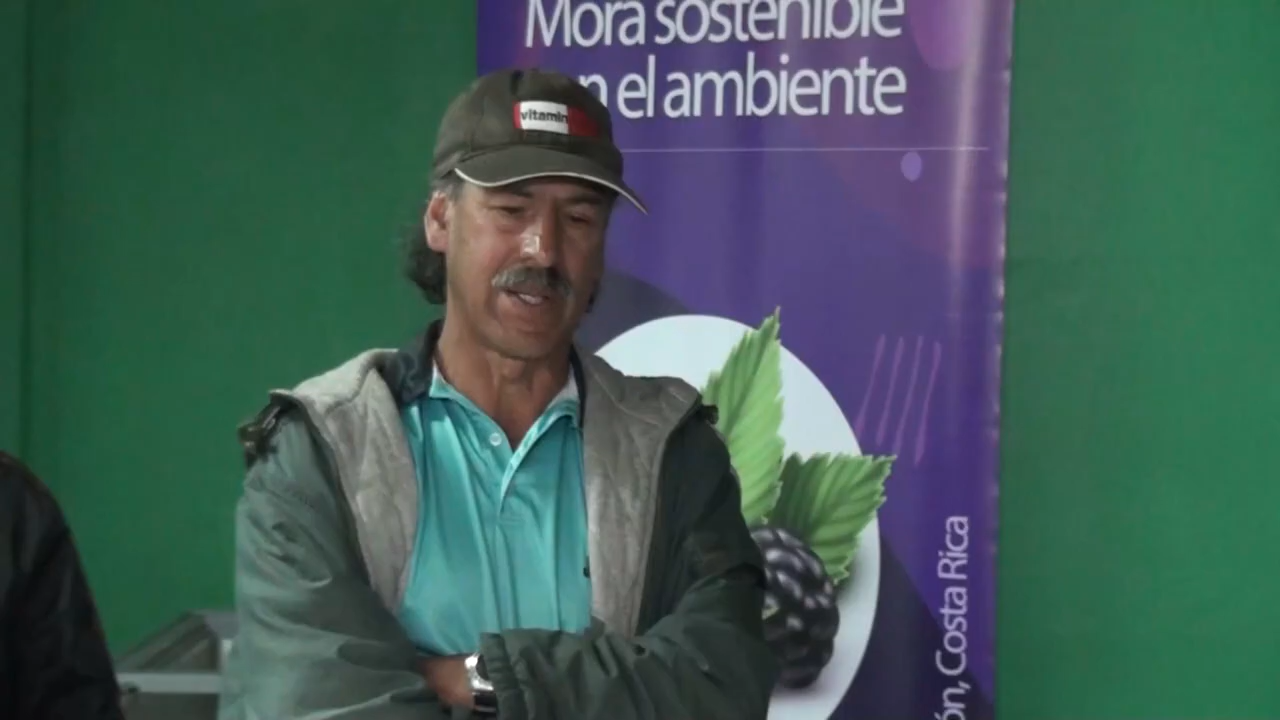 Mora sostenible
n el ambiente
vitamin
ón, Costa Rica